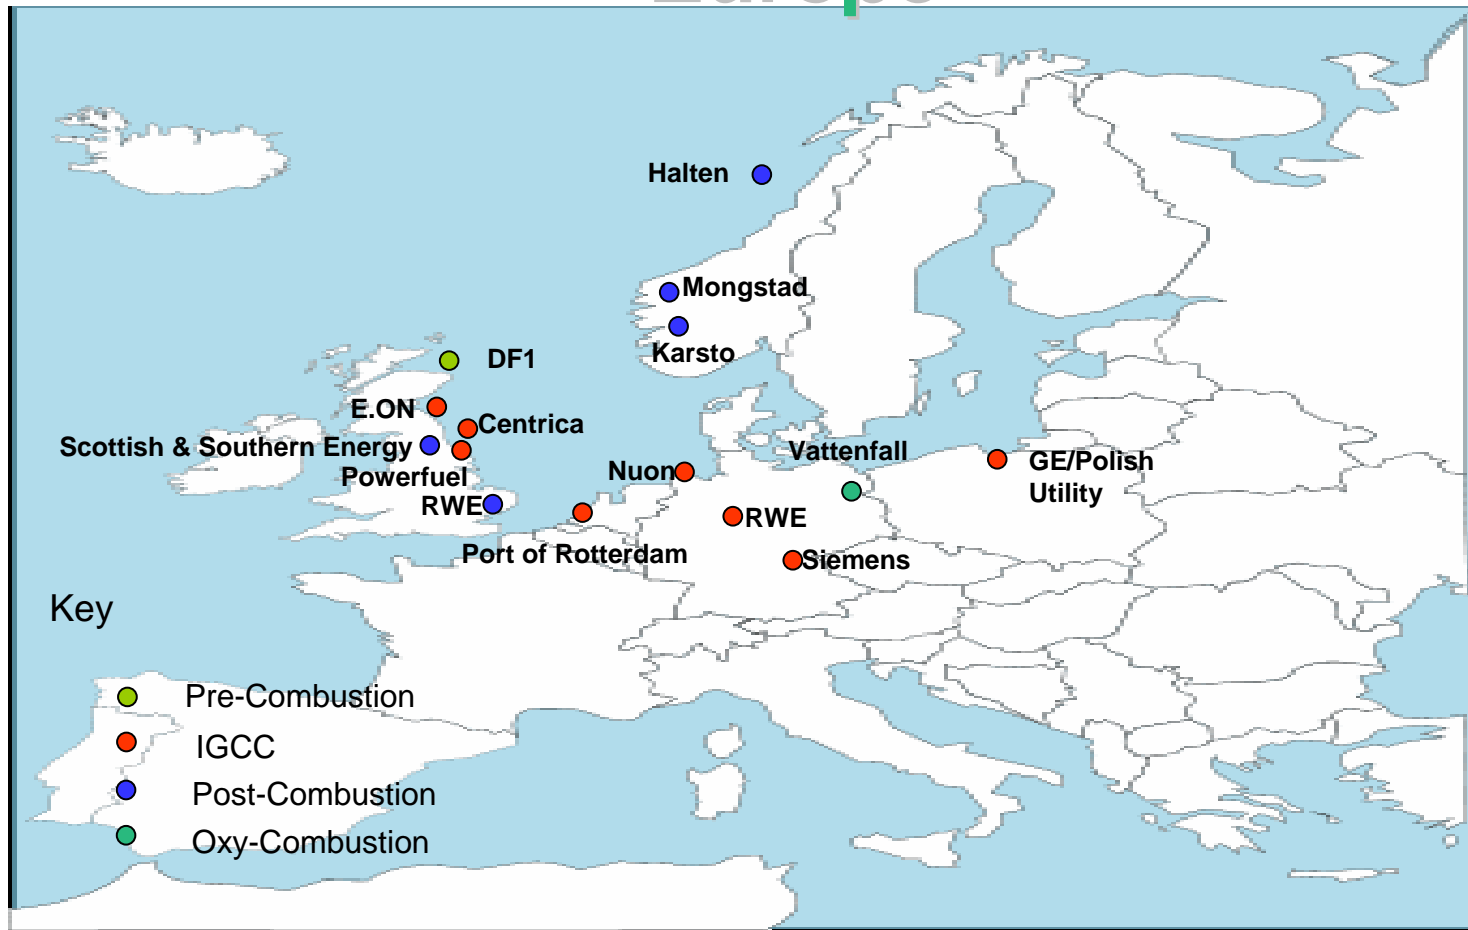 Europe
Halten
Mongstad
Karsto
DF1
E.ON
Centrica
Scottish & Southern Energy
Powerfuel
RWE
Nuon
Vattenfall
GE/Polish
Utility
RWE
Port of Rotterdam
Siemens
Key
Pre-Combustion
IGCC
Post-Combustion
Oxy-Combustion